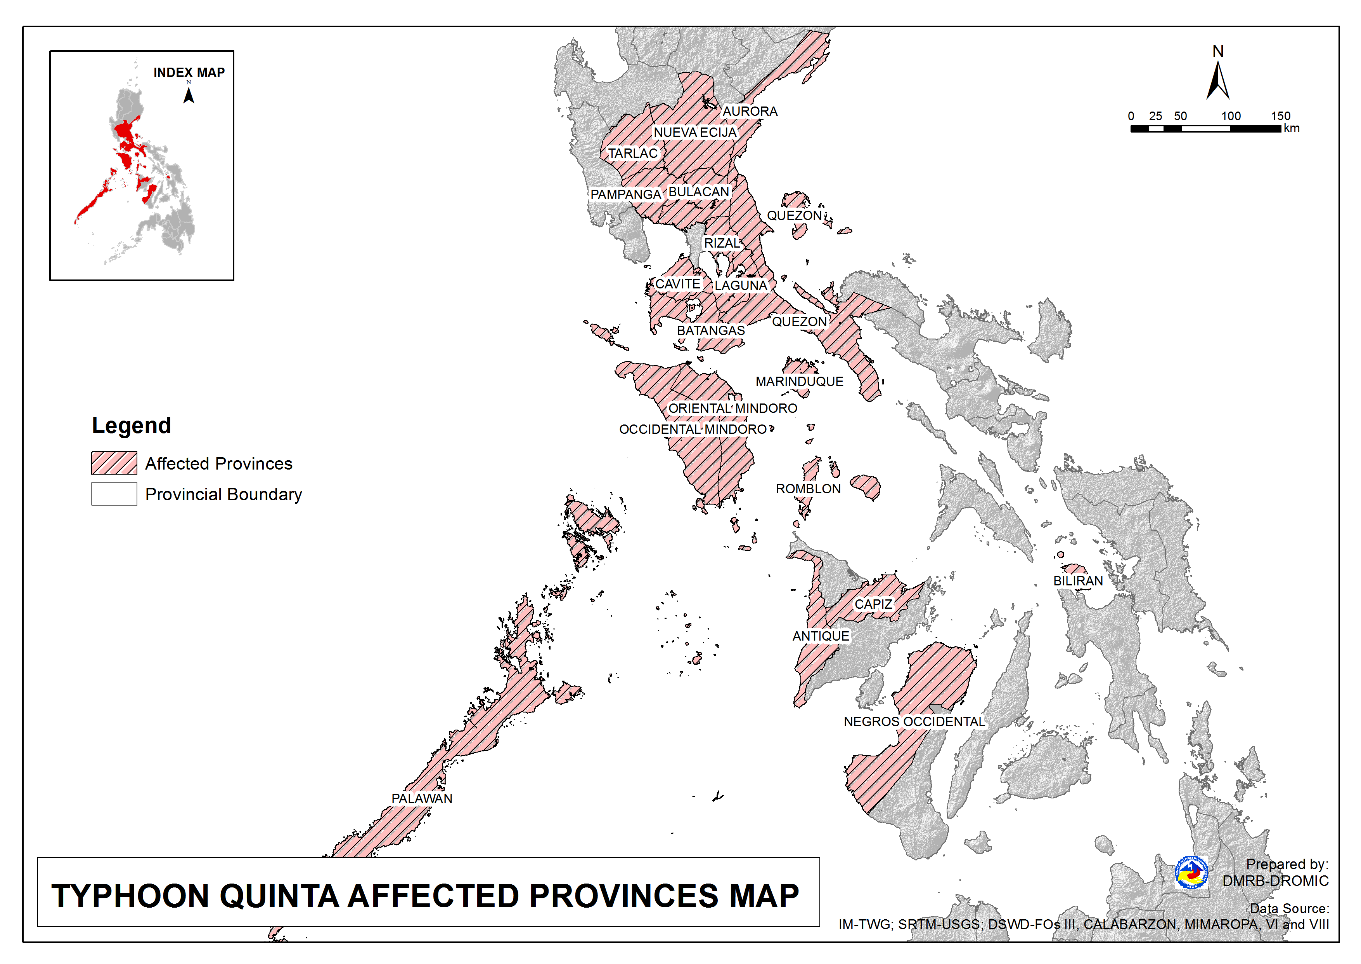 INDEX MAP
N
N
0 25 50 100 150
km
AURORA
NUEVA ECIJA
TARLAC
PAMPANGA
BULACAN
QUEZON
RIZAL
CAVITE
LAGUNA
QUEZON
BATANGAS
MARINDUQUE
ORIENTAL MINDORO
OCCIDENTAL MINDORO
Legend
Affected Provinces
Provincial Boundary
ROMBLON
BILIRAN
CAPIZ
ANTIQUE
NEGROS OCCIDENTAL
PALAWAN
TYPHOON QUINTA AFFECTED PROVINCES MAP
Prepared by:
DMRB-DROMIC
Data Source:
IM-TWG; SRTM-USGS; DSWD-FOs III, CALABARZON, MIMAROPA, VI and VIII